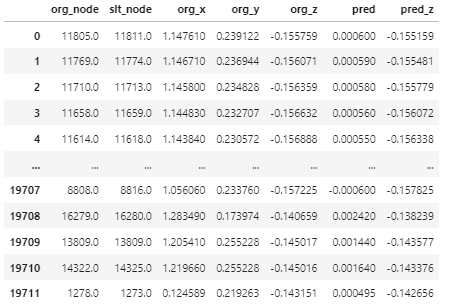 org_node slt_node org_x org_y org_z pred pred_z
0 11805.0 11811.0 1.147610 0.239122 -0.155759 0.000600 -0.155159
1 11769.0 11774.0 1.146710 0.236944 -0.156071 0.000590 -0.155481
2 11710.0 11713.0 1.145800 0.234828 -0.156359 0.000580 -0.155779
3 11658.0 11659.0 1.144830 0.232707 -0.156632 0.000560 -0.156072
4 11614.0 11618.0 1.143840 0.230572 -0.156888 0.000550 -0.156338
... ... ... ... ... ... ... ...
19707 8808.0 8816.0 1.056060 0.233760 -0.157225 -0.000600 -0.157825
19708 16279.0 16280.0 1.283490 0.173974 -0.140659 0.002420 -0.138239
19709 13809.0 13809.0 1.205410 0.255228 -0.145017 0.001440 -0.143577
19710 14322.0 14325.0 1.219660 0.255228 -0.145016 0.001640 -0.143376
19711 1278.0 1273.0 0.124589 0.219263 -0.143151 0.000495 -0.142656